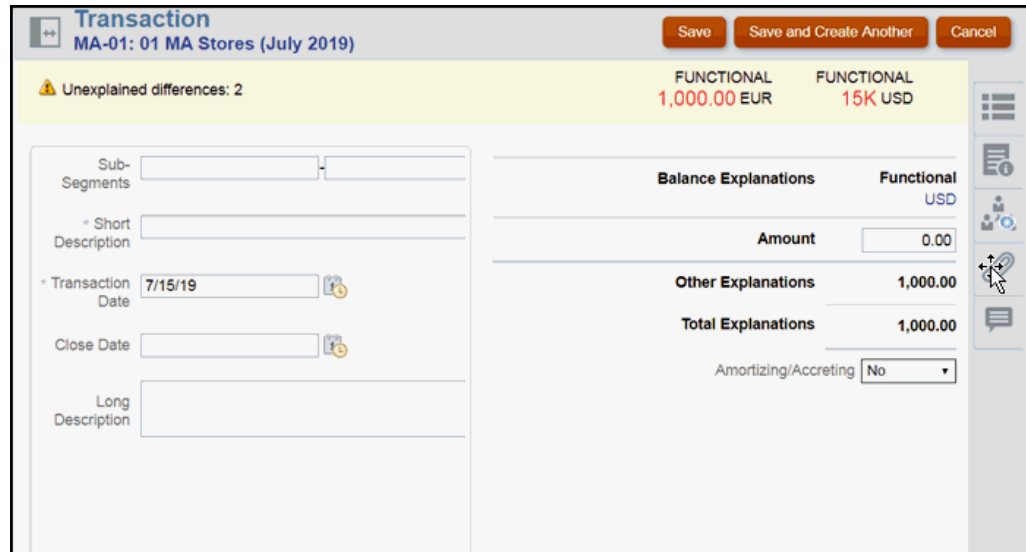 Transaction
MA-01: 01 MA Stores (July 2019)
Save
Save and Create Another
Cancel
Unexplained differences: 2
FUNCTIONAL FUNCTIONAL
1,000.00 EUR 15K USD
Sub-
Segments
-
* Short
Description
* Transaction
Date
7/15/19
Close Date
Long
Description
Balance Explanations Functional
USD
Amount 0.00
Other Explanations 1,000.00
Total Explanations 1,000.00
Amortizing/Accreting No